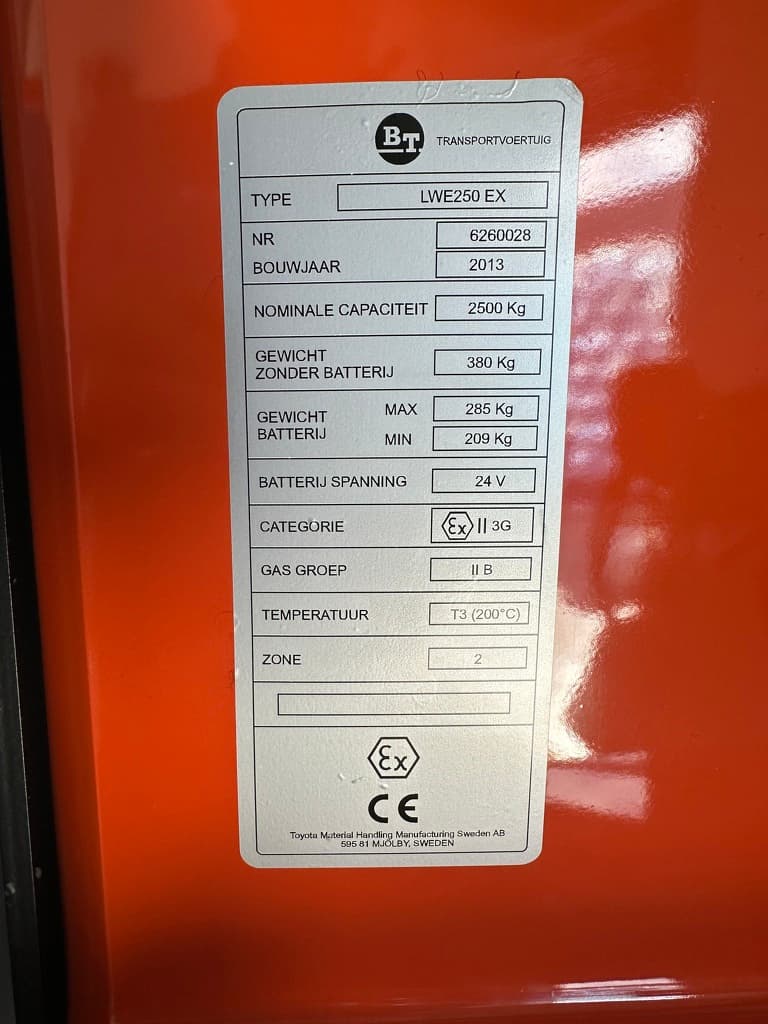 BT TRANSPORTVOERTUIG
TYPE LWE250 EX
NR 6260028
BOUWJAAR 2013
NOMINALE CAPACITEIT 2500 Kg
GEWICHT
ZONDER BATTERIJ 380 Kg
GEWICHT
BATTERIJ
MAX 285 Kg
MIN 209 Kg
BATTERIJ SPANNING 24 V
CATEGORIE Ex II 3G
GAS GROEP II B
TEMPERATUUR T3 (200°C)
ZONE 2
Ex
CE
Toyota Material Handling Manufacturing Sweden AB
595 81 MJÖLBY, SWEDEN